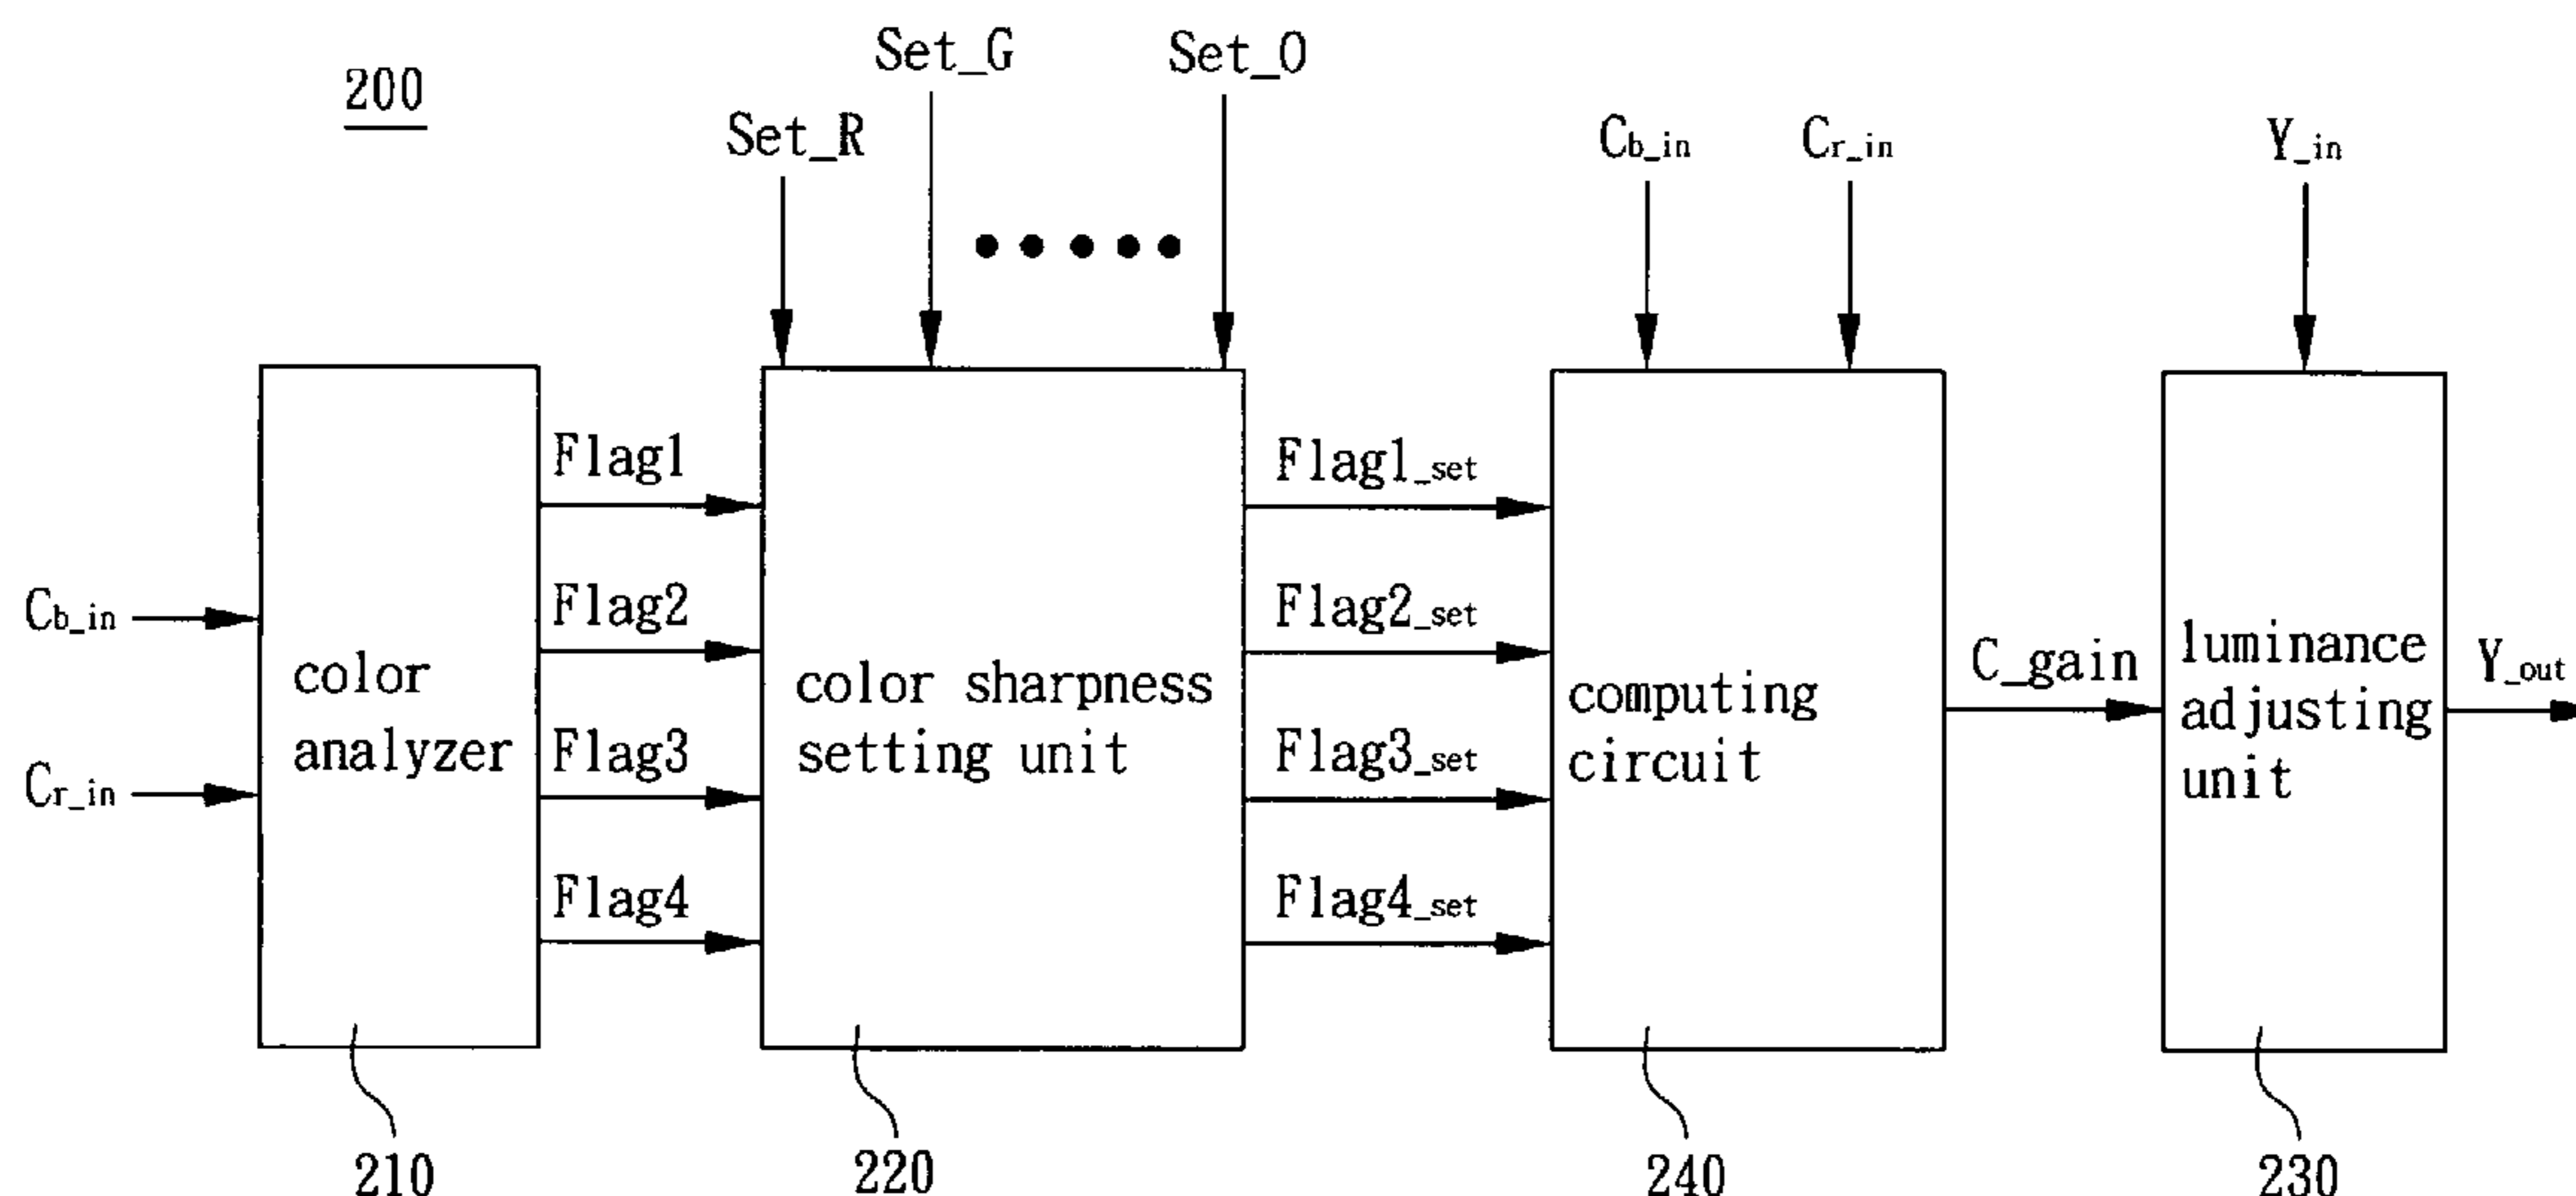 200
Set_R
Set_G
Set_O
Cb_in
Cr_in
Y_in
Cb_in
Cr_in
color
analyzer
Flag1
Flag2
Flag3
Flag4
color sharpness
setting unit
Flag1_set
Flag2_set
Flag3_set
Flag4_set
computing
circuit
C_gain
luminance
adjusting
unit
Y_out
210
220
240
230